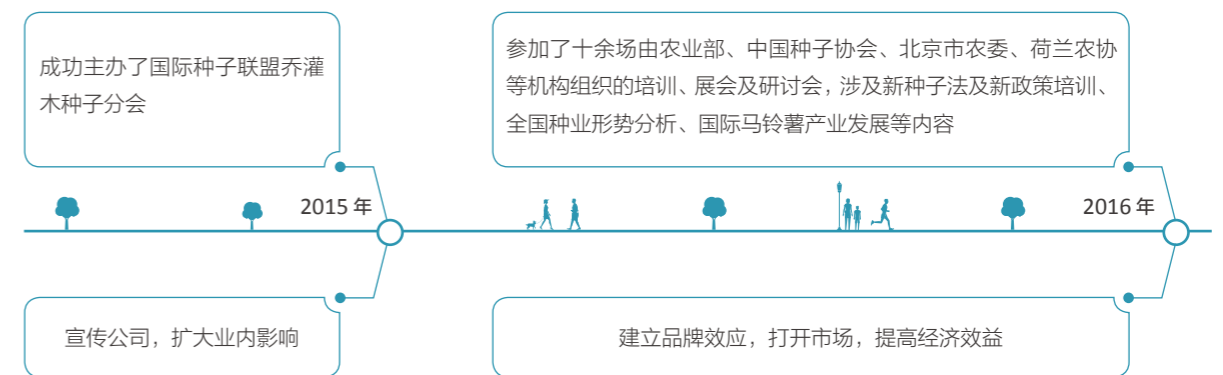 成功主办了国际种子联盟乔灌
木种子分会
参加了十余场由农业部、中国种子协会、北京市农委、荷兰农协
等机构组织的培训、展会及研讨会，涉及新种子法及新政策培训、
全国种业形势分析、国际马铃薯产业发展等内容
2015 年
2016 年
宣传公司，扩大业内影响
建立品牌效应，打开市场，提高经济效益